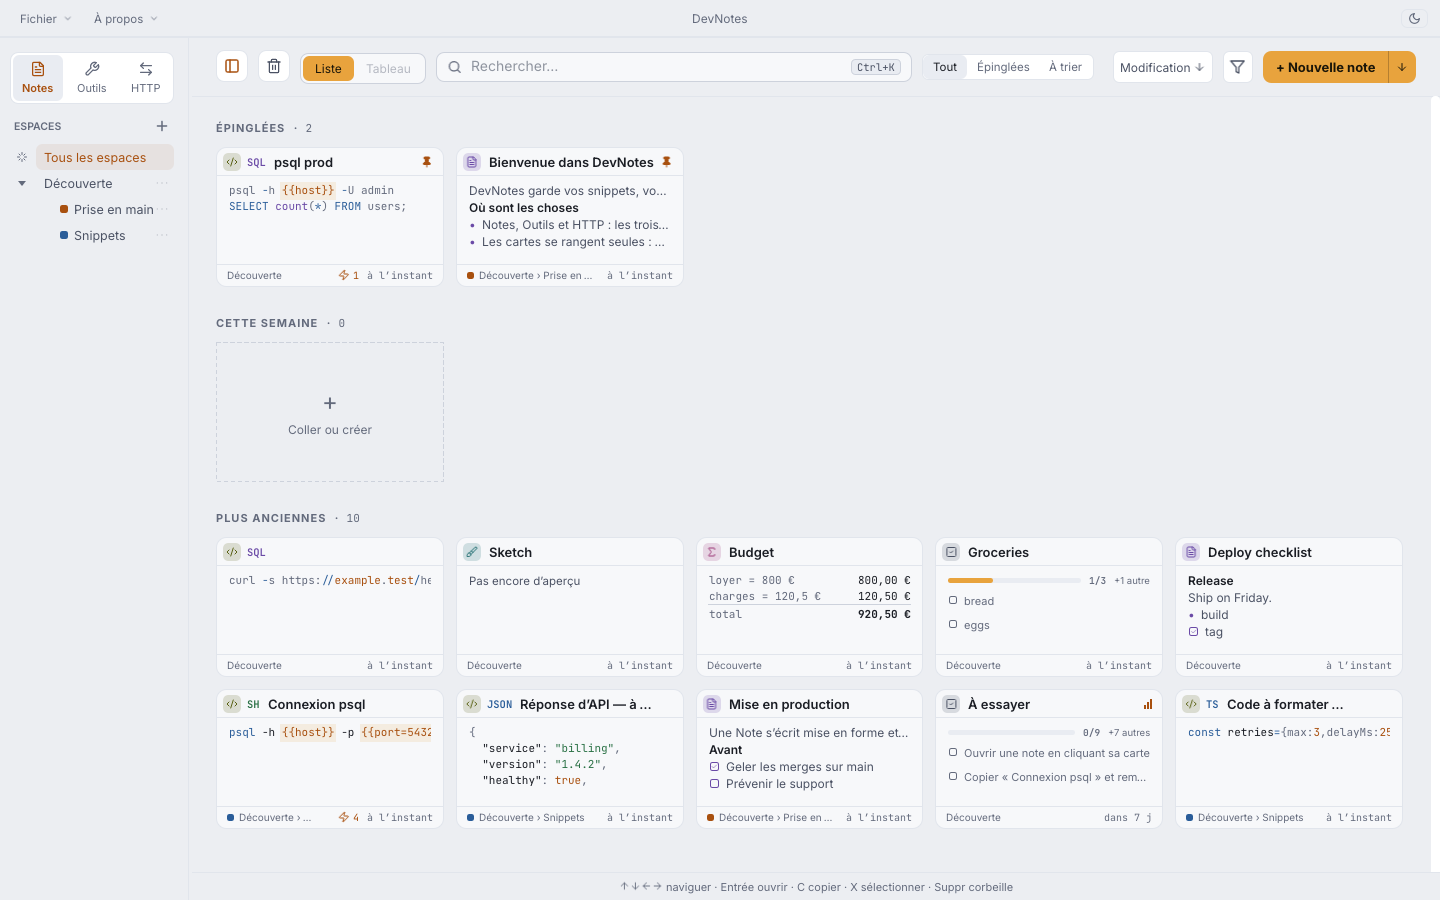 Fichier À propos DevNotes
Notes Outils HTTP
ESPACES
Tous les espaces
Découverte ...
Prise en main ...
Snippets ...
Liste Tableau Rechercher... Ctrl+K Tout Épinglées À trier Modification ↓ + Nouvelle note ↓
ÉPINGLÉES · 2
SQL psql prod
psql -h {{host}} -U admin
SELECT count(*) FROM users;
Découverte 1 à l’instant
Bienvenue dans DevNotes
DevNotes garde vos snippets, vo...
Où sont les choses
• Notes, Outils et HTTP : les trois...
• Les cartes se rangent seules : ...
Découverte › Prise en ... à l’instant
CETTE SEMAINE · 0
+
Coller ou créer
PLUS ANCIENNES · 10
SQL
curl -s https://example.test/he
Découverte à l’instant
Sketch
Pas encore d’aperçu
Découverte à l’instant
Σ Budget
loyer = 800 € 800,00 €
charges = 120,5 € 120,50 €
total 920,50 €
Découverte à l’instant
Groceries
1/3 +1 autre
bread
eggs
Découverte à l’instant
Deploy checklist
Release
Ship on Friday.
• build
tag
Découverte à l’instant
SH Connexion psql
psql -h {{host}} -p {{port=5432
Découverte › ... 4 à l’instant
JSON Réponse d’API — à ...
{
"service": "billing",
"version": "1.4.2",
"healthy": true,
Découverte › Snippets à l’instant
Mise en production
Une Note s’écrit mise en forme et...
Avant
Geler les merges sur main
Prévenir le support
Découverte › Prise en ... à l’instant
À essayer
0/9 +7 autres
Ouvrir une note en cliquant sa carte
Copier « Connexion psql » et rem...
Découverte dans 7 j
TS Code à formater ...
const retries={max:3,delayMs:25
Découverte › Snippets à l’instant
↑↓←→ naviguer · Entrée ouvrir · C copier · X sélectionner · Suppr corbeille